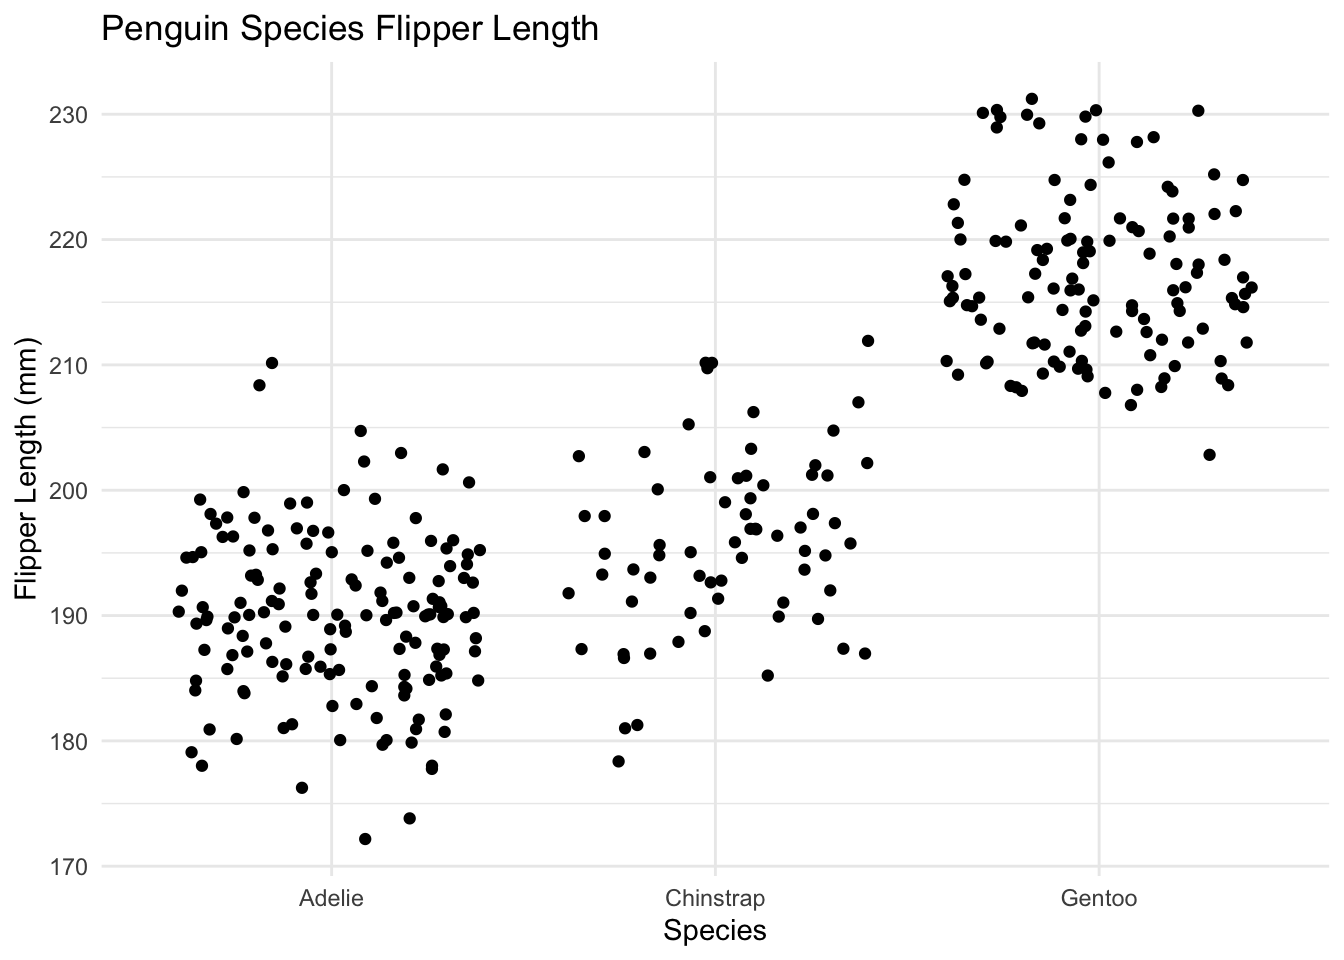 Penguin Species Flipper Length
Flipper Length (mm)
230
220
210
200
190
180
170
Adelie
Chinstrap
Gentoo
Species